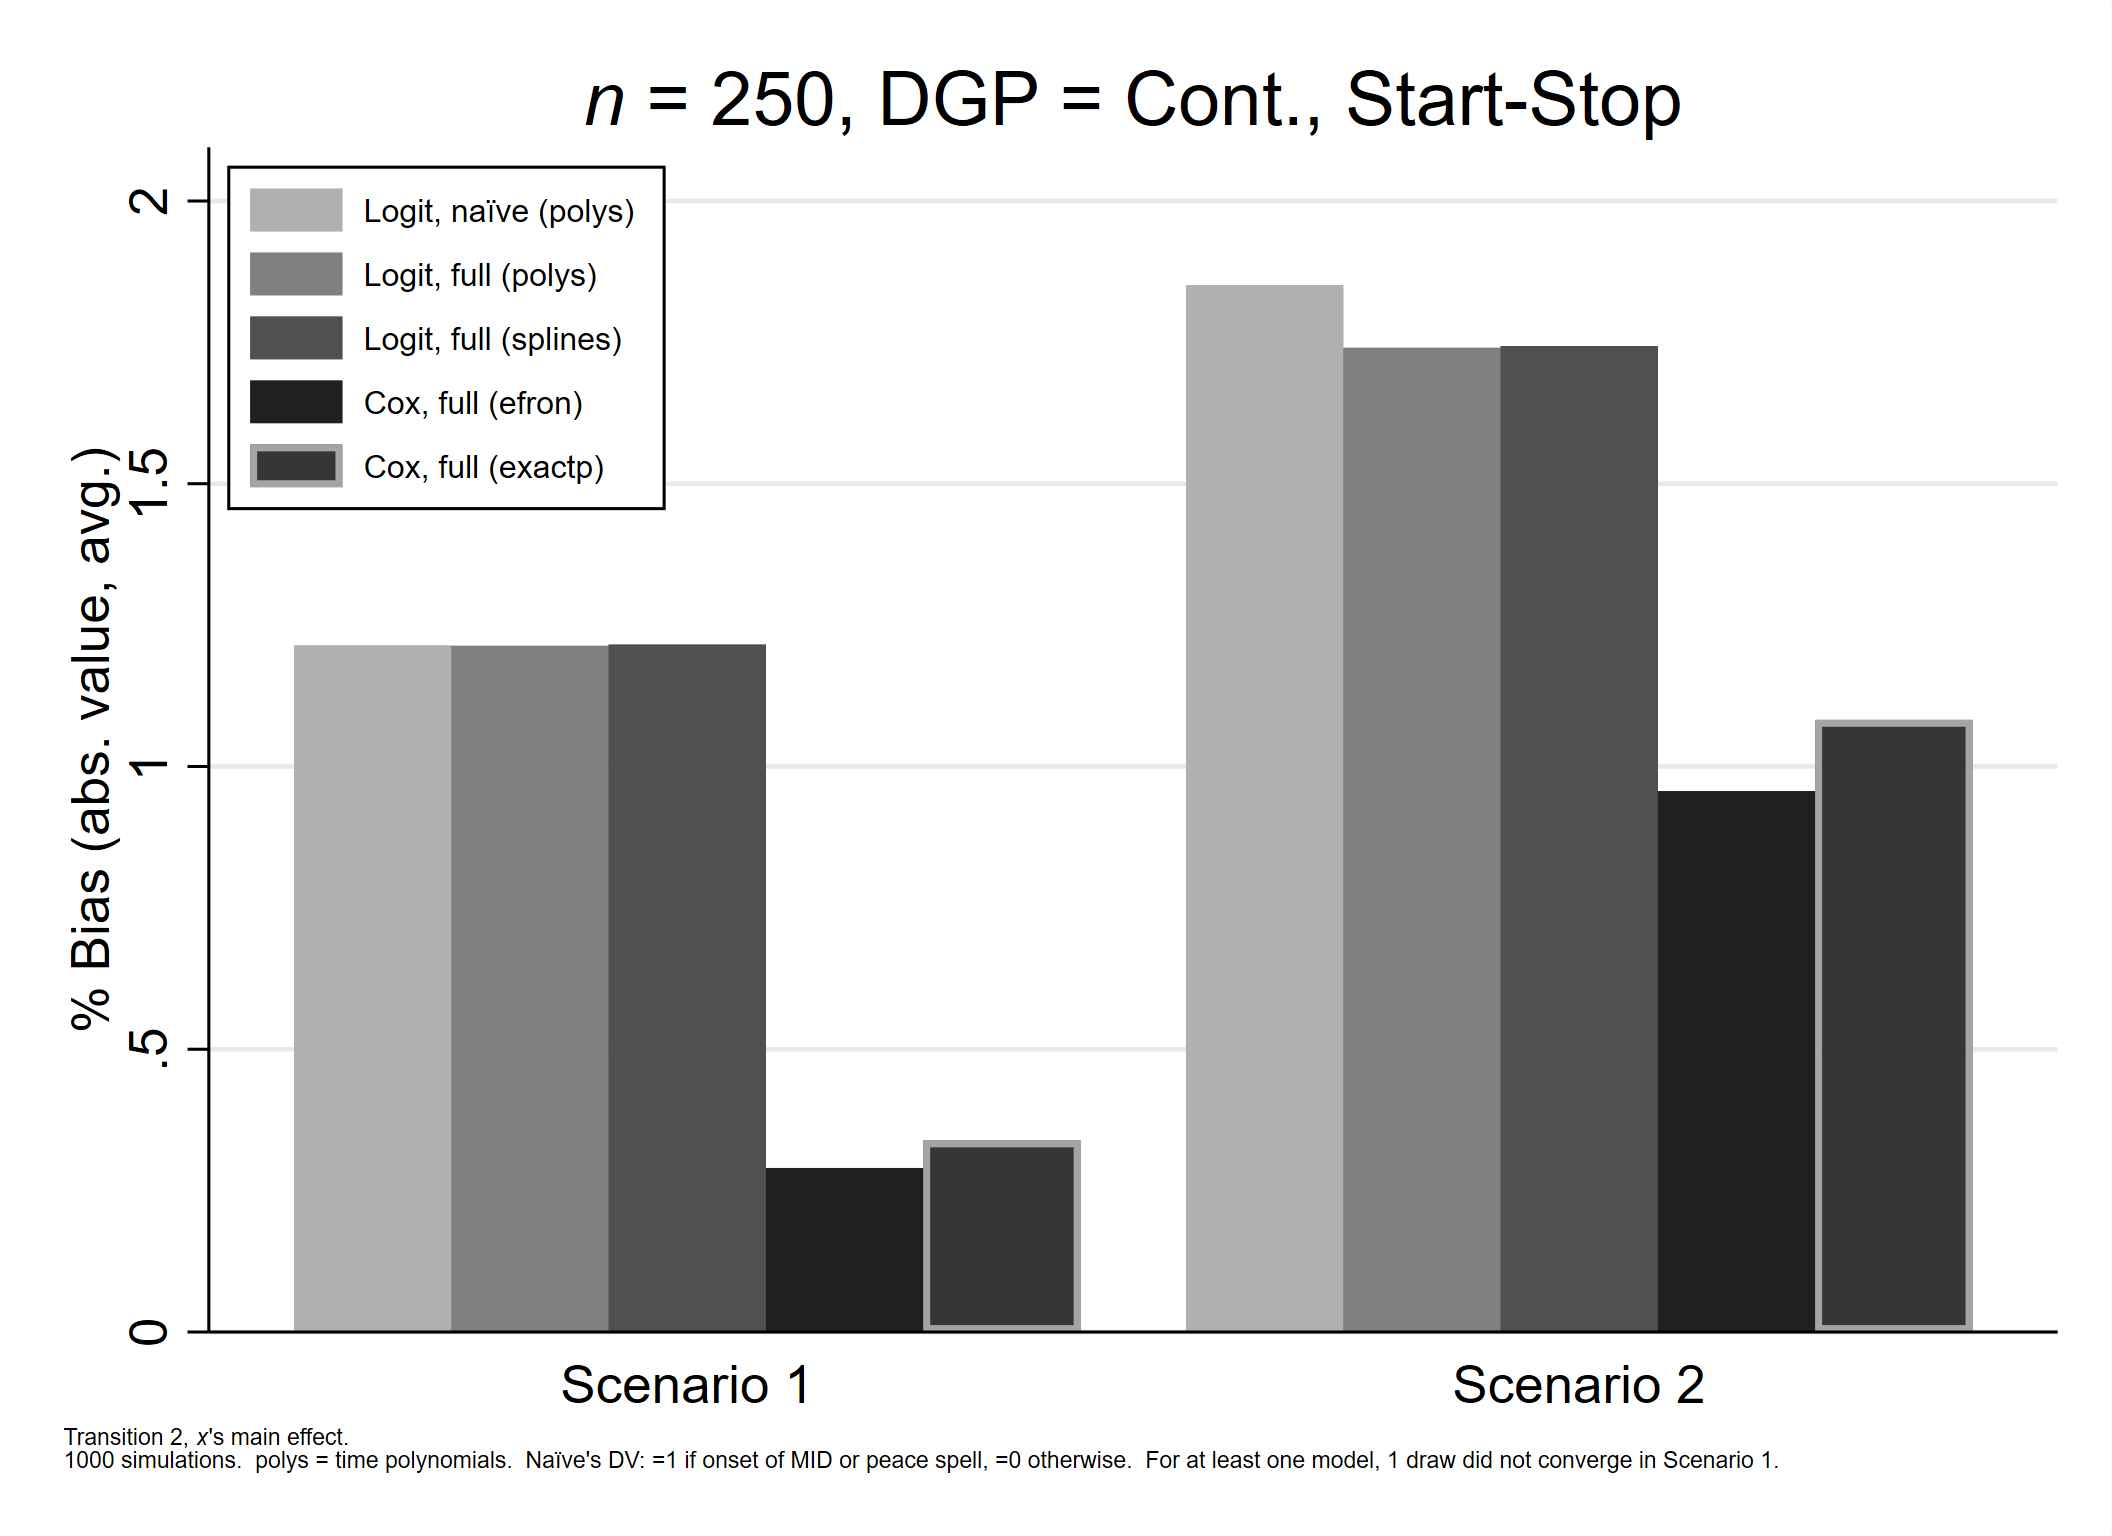 n = 250, DGP = Cont., Start-Stop
Logit, naïve (polys)
Logit, full (polys)
Logit, full (splines)
Cox, full (efron)
Cox, full (exactp)
% Bias (abs. value, avg.)
2
1.5
1
.5
0
Scenario 1
Scenario 2
Transition 2, x's main effect.
1000 simulations.  polys = time polynomials.  Naïve's DV: =1 if onset of MID or peace spell, =0 otherwise.  For at least one model, 1 draw did not converge in Scenario 1.